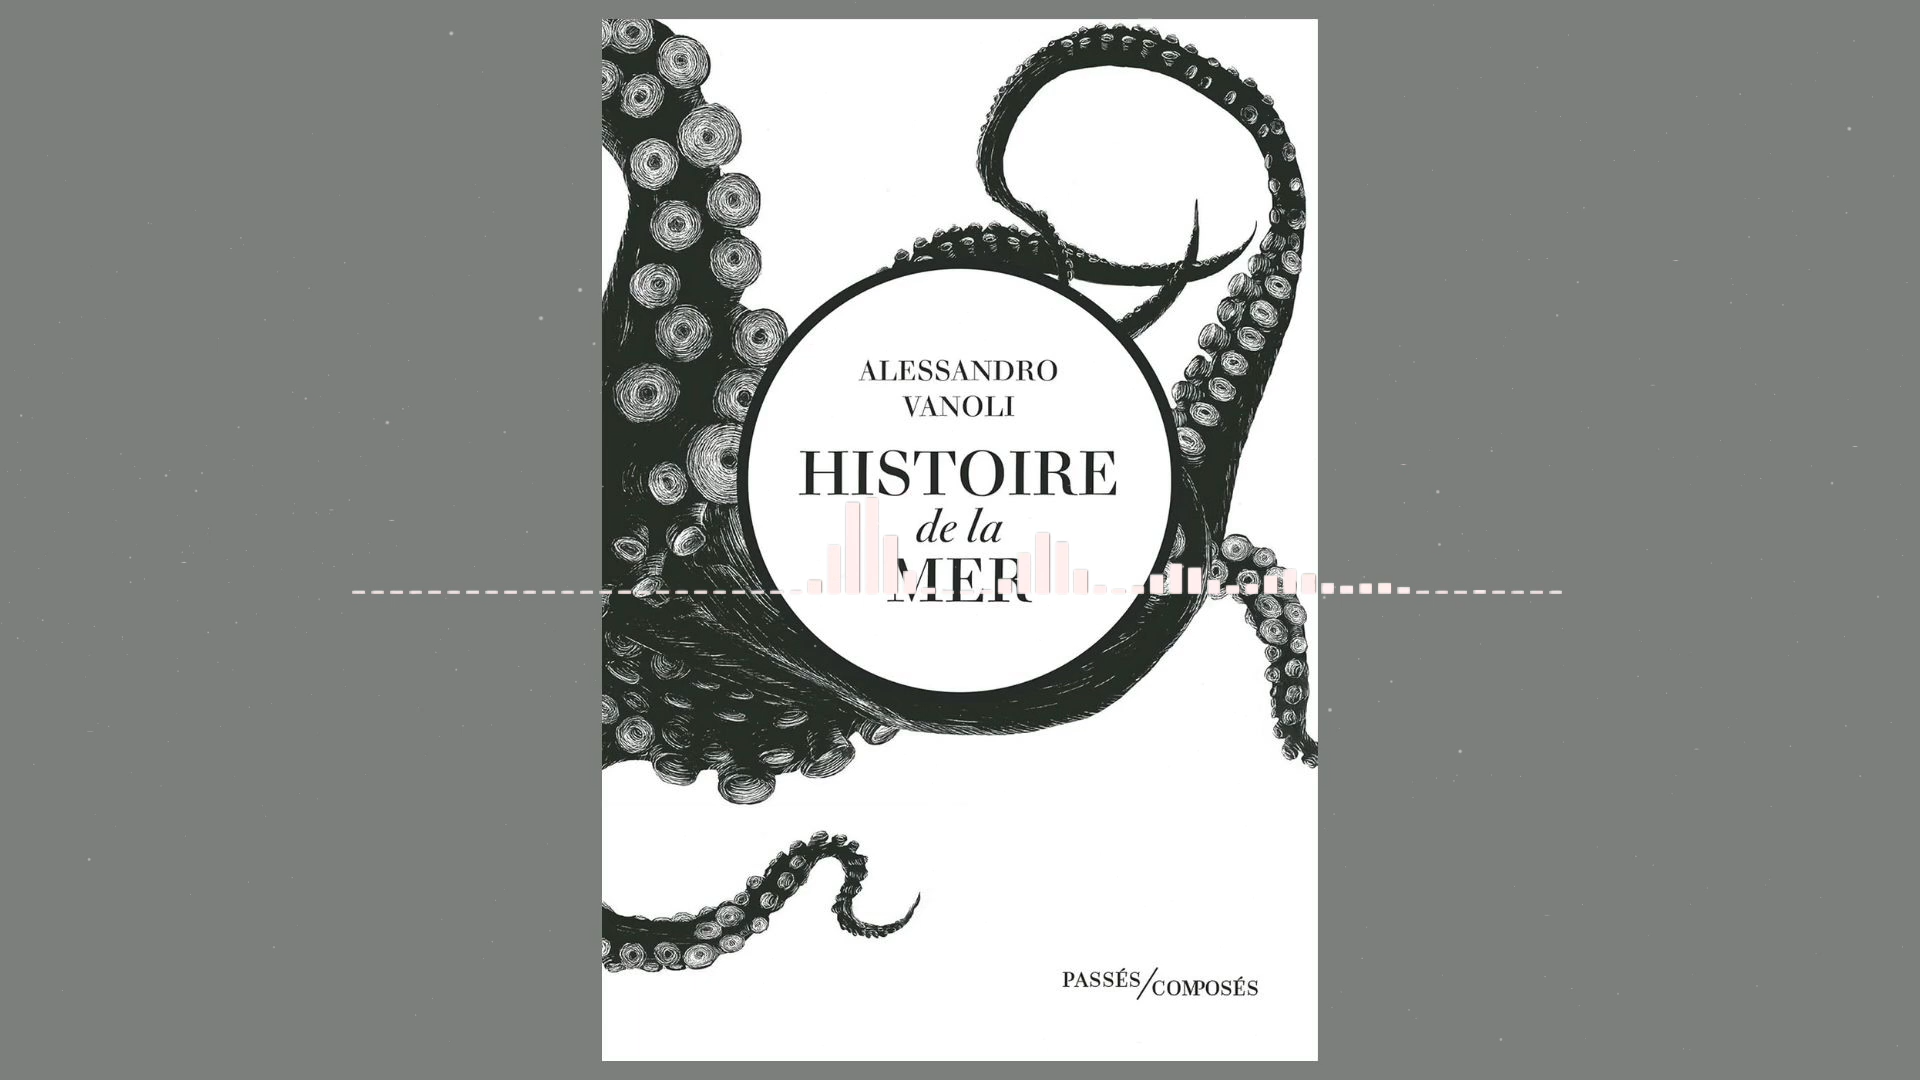 ALESSANDRO
VANOLI
HISTOIRE
de la
MER
PASSÉS/COMPOSÉS